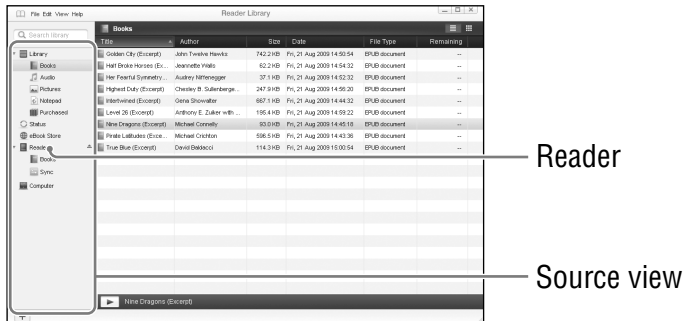 File Edit View Help
Reader Library
Search library
Books
Title Author Size Date File Type Remaining
Library
Books
Audio
Pictures
Notepad
Purchased
Status
eBook Store
Reader
Books
Sync
Computer
Golden City (Excerpt) John Twelve Hawks 742.2 KB Fri, 21 Aug 2009 14:50:54 EPUB document --
Half Broke Horses (Ex... Jeannette Walls 62.2 KB Fri, 21 Aug 2009 14:54:32 EPUB document --
Her Fearful Symmetry... Audrey Niffenegger 37.1 KB Fri, 21 Aug 2009 14:52:32 EPUB document --
Highest Duty (Excerpt) Chesley B. Sullenberge... 247.9 KB Fri, 21 Aug 2009 14:56:20 EPUB document --
Intertwined (Excerpt) Gena Showalter 667.1 KB Fri, 21 Aug 2009 14:44:32 EPUB document --
Level 26 (Excerpt) Anthony E. Zuiker with ... 195.4 KB Fri, 21 Aug 2009 14:59:22 EPUB document --
Nine Dragons (Excerpt) Michael Connelly 93.0 KB Fri, 21 Aug 2009 14:45:18 EPUB document --
Pirate Latitudes (Exce... Michael Crichton 596.5 KB Fri, 21 Aug 2009 14:43:36 EPUB document --
True Blue (Excerpt) David Baldacci 114.3 KB Fri, 21 Aug 2009 15:00:54 EPUB document --
Nine Dragons (Excerpt)
Reader
Source view